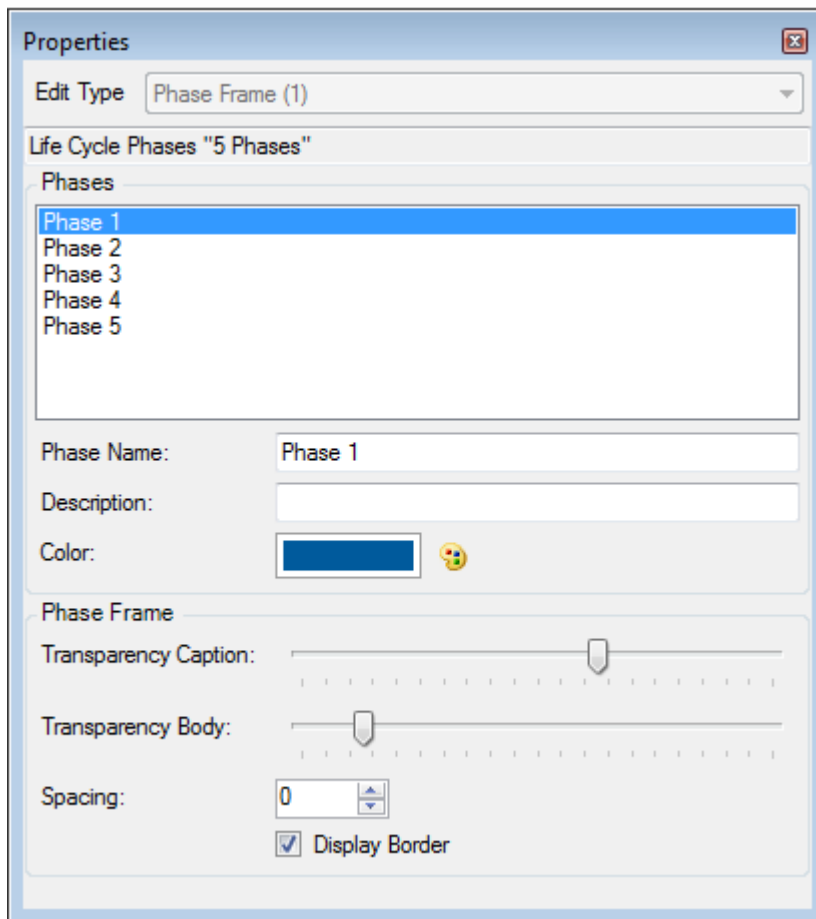 Properties
Edit Type Phase Frame (1)
Life Cycle Phases "5 Phases"
Phases
Phase 1
Phase 2
Phase 3
Phase 4
Phase 5
Phase Name: Phase 1
Description:
Color:
Phase Frame
Transparency Caption:
Transparency Body:
Spacing: 0
Display Border